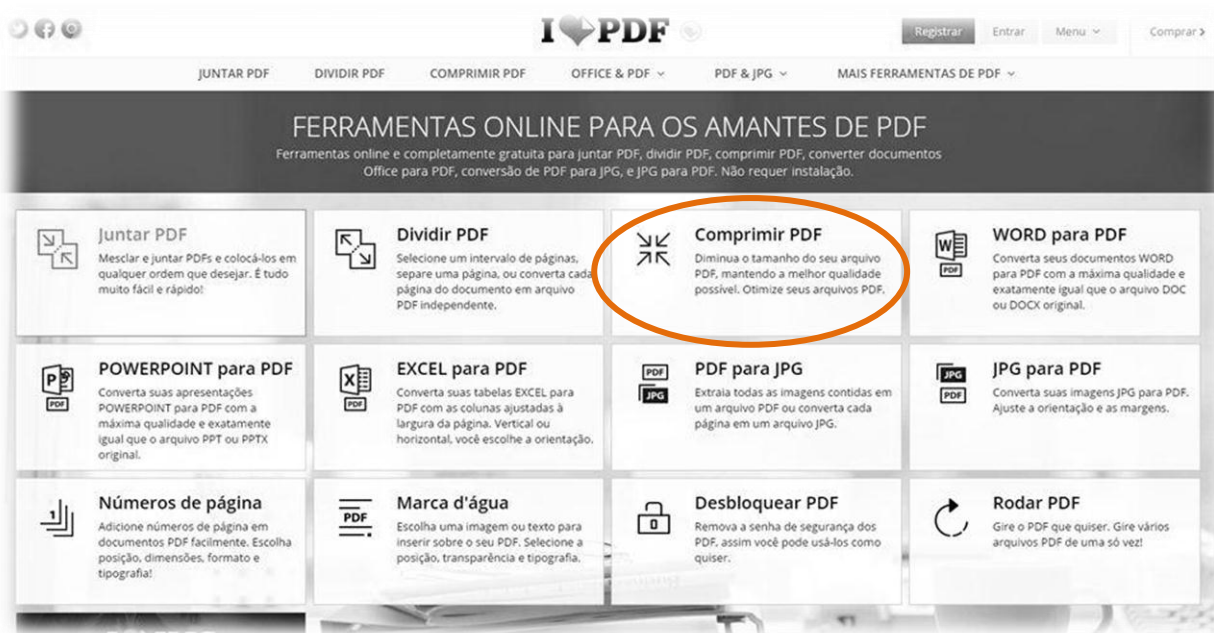 I PDF
Registrar
Entrar
Menu
Comprar
JUNTAR PDF
DIVIDIR PDF
COMPRIMIR PDF
OFFICE & PDF
PDF & JPG
MAIS FERRAMENTAS DE PDF
FERRAMENTAS ONLINE PARA OS AMANTES DE PDF
Ferramentas online e completamente gratuita para juntar PDF, dividir PDF, comprimir PDF, converter documentos
Office para PDF, conversão de PDF para JPG, e JPG para PDF. Não requer instalação.
Juntar PDF
Mesclar e juntar PDFs e colocá-los em
qualquer ordem que desejar. É tudo
muito fácil e rápido!
Dividir PDF
Selecione um intervalo de páginas,
separe uma página, ou converta cada
página do documento em arquivo
PDF independente.
Comprimir PDF
Diminua o tamanho do seu arquivo
PDF, mantendo a melhor qualidade
possível. Otimize seus arquivos PDF.
W
PDF
WORD para PDF
Converta seus documentos WORD
para PDF com a máxima qualidade e
exatamente igual que o arquivo DOC
ou DOCX original.
P
PDF
POWERPOINT para PDF
Converta suas apresentações
POWERPOINT para PDF com a
máxima qualidade e exatamente
igual que o arquivo PPT ou PPTX
original.
X
PDF
EXCEL para PDF
Converta suas tabelas EXCEL para
PDF com as colunas ajustadas à
largura da página. Vertical ou
horizontal, você escolhe a orientação.
PDF
JPG
PDF para JPG
Extraia todas as imagens contidas em
um arquivo PDF ou converta cada
página em um arquivo JPG.
JPG
PDF
JPG para PDF
Converta suas imagens JPG para PDF.
Ajuste a orientação e as margens.
1
Números de página
Adicione números de página em
documentos PDF facilmente. Escolha
posição, dimensões, formato e
tipografia!
PDF
Marca d'água
Escolha uma imagem ou texto para
inserir sobre o seu PDF. Selecione a
posição, transparência e tipografia.
Desbloquear PDF
Remova a senha de segurança dos
PDF, assim você pode usá-los como
quiser.
Rodar PDF
Gire o PDF que quiser. Gire vários
arquivos PDF de uma só vez!